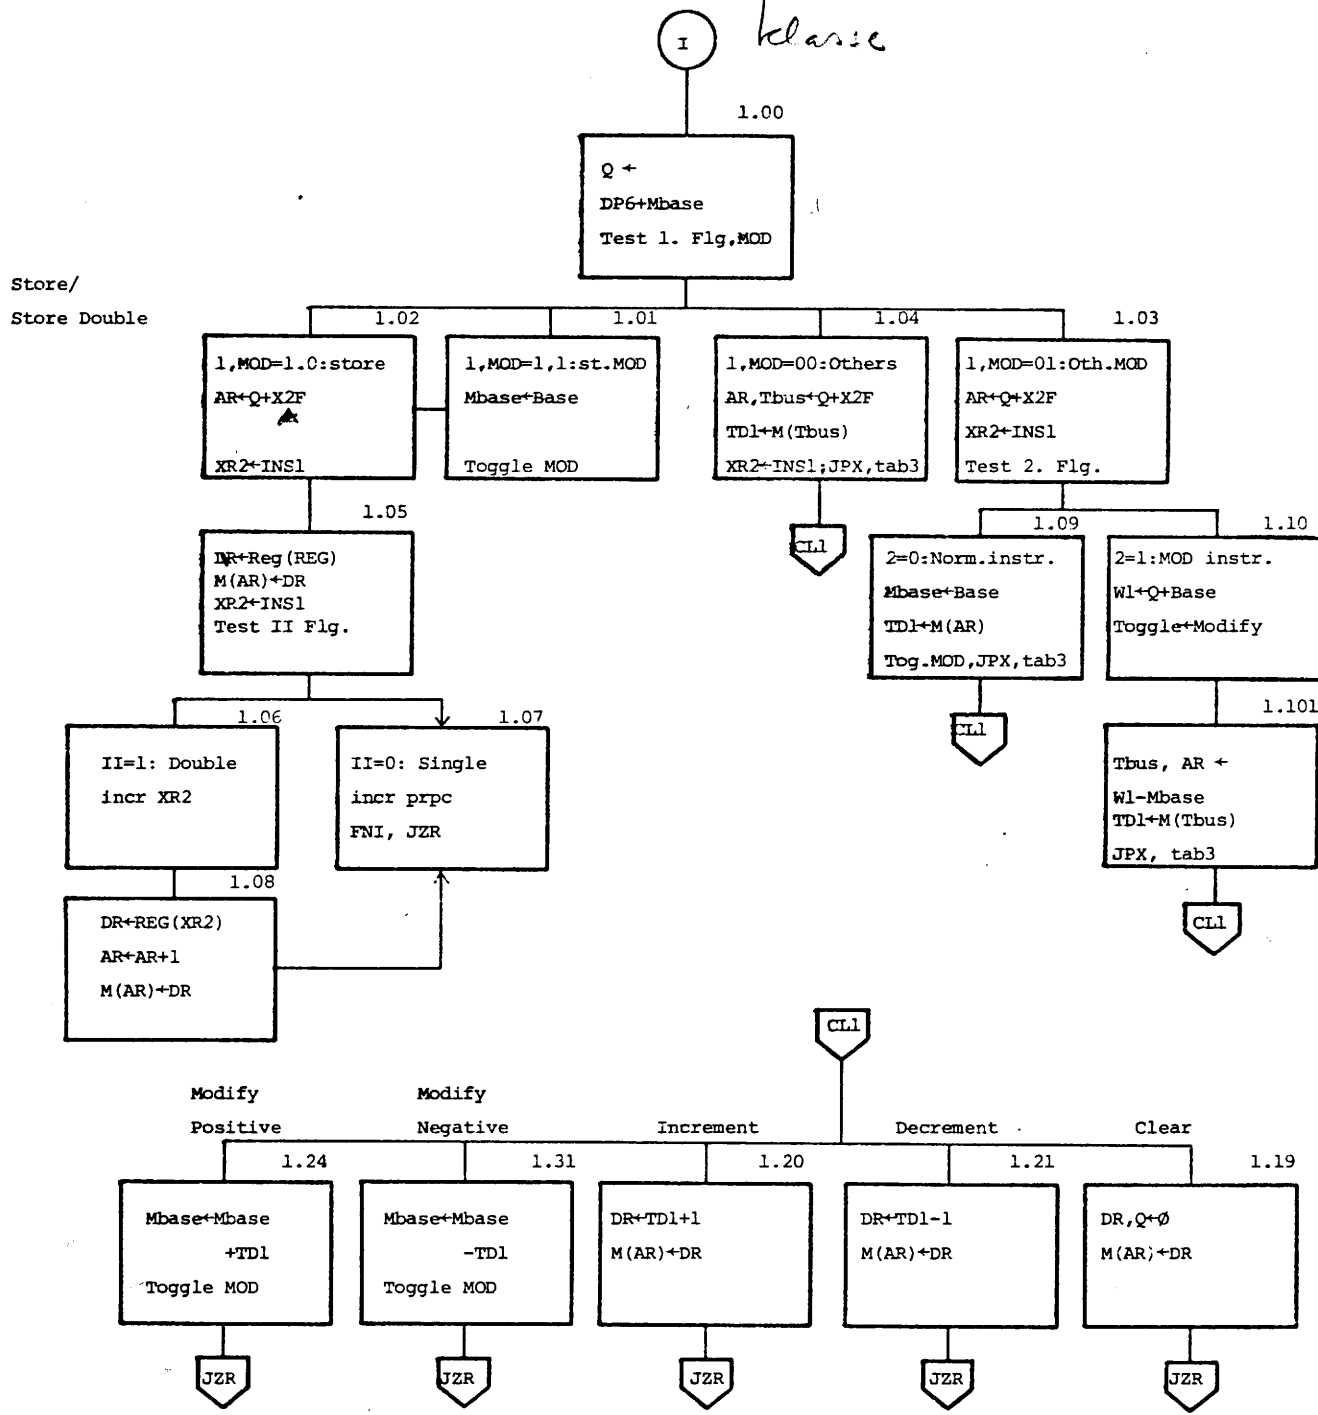 I
klasse
1.00
Q ←
DP6+Mbase
Test 1. Flg,MOD
Store/
Store Double
1.02
1,MOD=1.0:store
AR←Q+X2F
XR2←INS1
1.01
1,MOD=1,1:st.MOD
Mbase←Base
Toggle MOD
1.04
1,MOD=00:Others
AR,Tbus←Q+X2F
TD1←M(Tbus)
XR2←INS1;JPX,tab3
CL1
1.03
1,MOD=01:Oth.MOD
AR←Q+X2F
XR2←INS1
Test 2. Flg.
1.05
DR←Reg(REG)
M(AR)←DR
XR2←INS1
Test II Flg.
1.09
2=0:Norm.instr.
Mbase←Base
TD1←M(AR)
Tog.MOD,JPX,tab3
CL1
1.10
2=1:MOD instr.
W1←Q+Base
Toggle←Modify
1.101
Tbus, AR ←
W1-Mbase
TD1←M(Tbus)
JPX, tab3
CL1
1.06
II=1: Double
incr XR2
1.07
II=0: Single
incr prpc
FNI, JZR
1.08
DR←REG(XR2)
AR←AR+1
M(AR)←DR
CL1
Modify
Positive
1.24
Mbase←Mbase
+TD1
Toggle MOD
JZR
Modify
Negative
1.31
Mbase←Mbase
-TD1
Toggle MOD
JZR
Increment
1.20
DR←TD1+1
M(AR)←DR
JZR
Decrement
1.21
DR←TD1-1
M(AR)←DR
JZR
Clear
1.19
DR,Q←Ø
M(AR)←DR
JZR